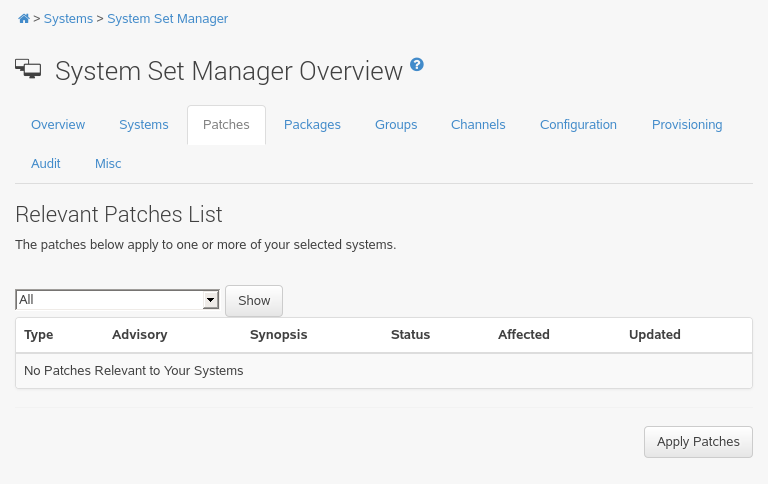 > Systems > System Set Manager
System Set Manager Overview ?
Overview Systems Patches Packages Groups Channels Configuration Provisioning
Audit Misc
Relevant Patches List
The patches below apply to one or more of your selected systems.
All Show
Type Advisory Synopsis Status Affected Updated
No Patches Relevant to Your Systems
Apply Patches